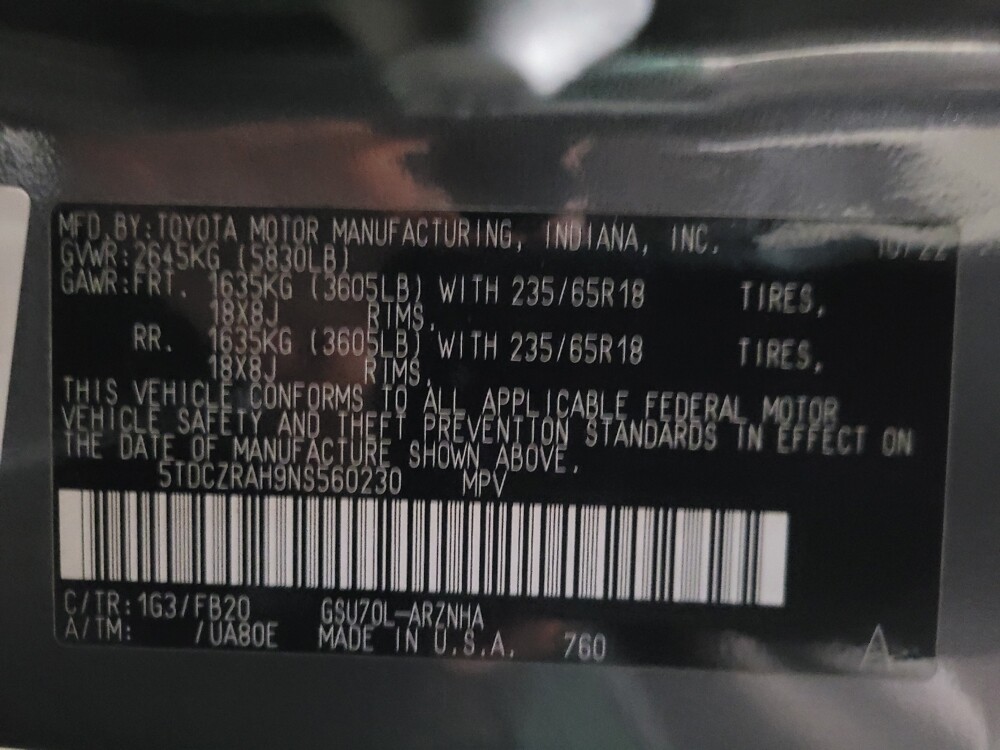 MFD.BY:TOYOTA MOTOR MANUFACTURING, INDIANA, INC. 10/22
GVWR:2645KG (5830LB)
GAWR:FRT. 1635KG (3605LB) WITH 235/65R18 TIRES,
18X8J RIMS,
RR. 1635KG (3605LB) WITH 235/65R18 TIRES,
18X8J RIMS,
THIS VEHICLE CONFORMS TO ALL APPLICABLE FEDERAL MOTOR
VEHICLE SAFETY AND THEFT PREVENTION STANDARDS IN EFFECT ON
THE DATE OF MANUFACTURE SHOWN ABOVE.
5TDCZRAH9NS560230 MPV
C/TR:1G3/FB20 GSU70L-ARZNHA
A/TM: /UA80E MADE IN U.S.A. 760 A